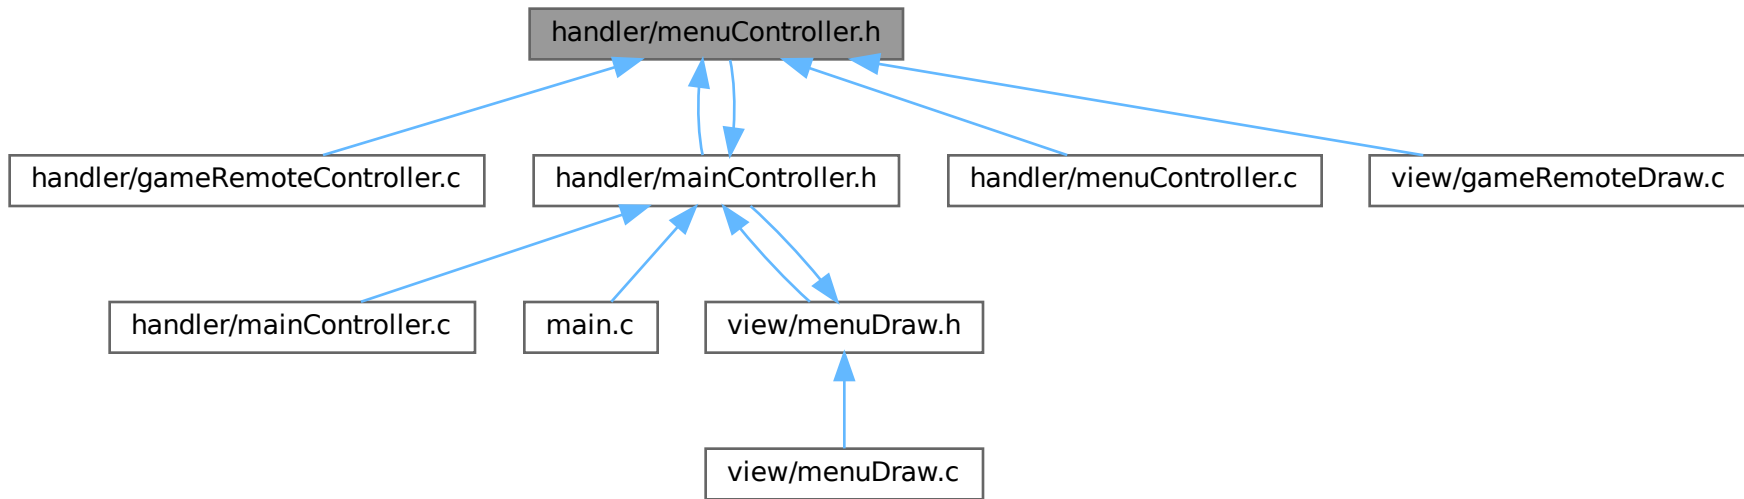 handler/menuController.h
handler/gameRemoteController.c
handler/mainController.h
handler/menuController.c
view/gameRemoteDraw.c
handler/mainController.c
main.c
view/menuDraw.h
view/menuDraw.c